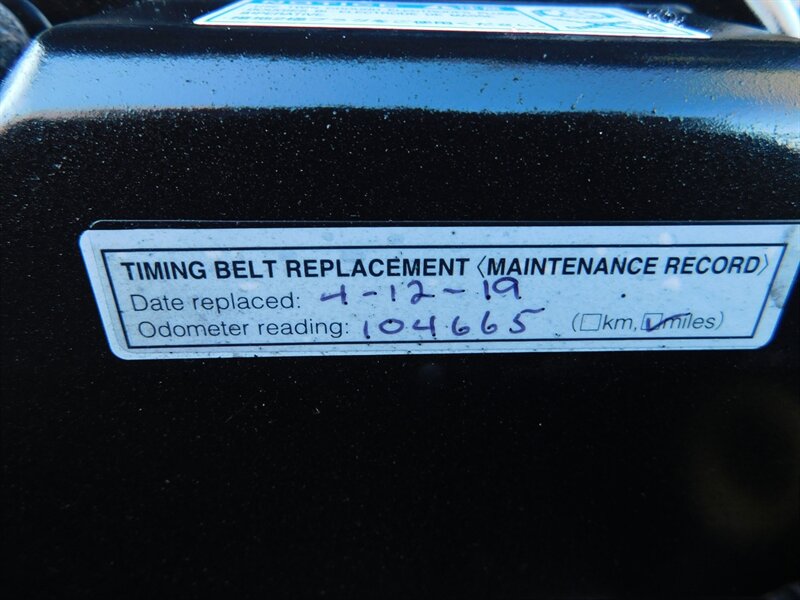 TIMING BELT REPLACEMENT〈MAINTENANCE RECORD〉
Date replaced: 4-12-19
Odometer reading: 104665 (☐km,☑miles)